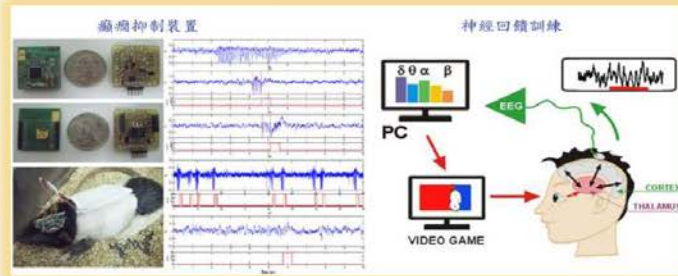 癲癇抑制裝置
神經回饋訓練
δ θ α β
EEG
PC
CORTEX
THALAMUS
VIDEO GAME